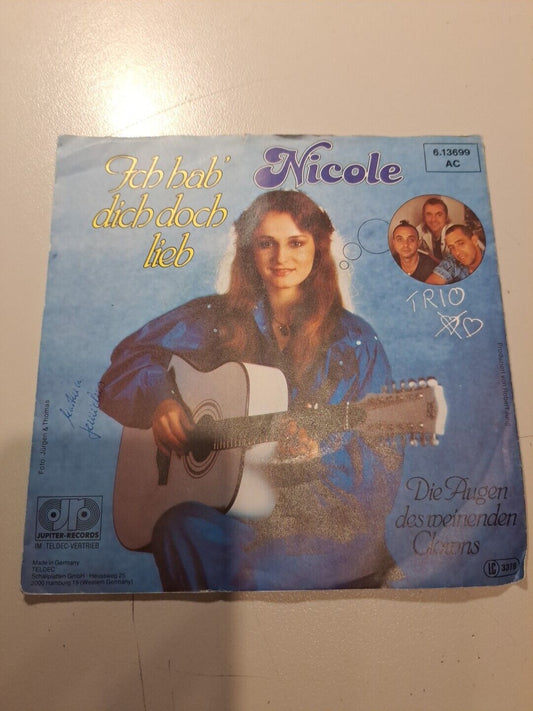 Ich hab'
dich doch
lieb
Nicole
6.13699
AC
TRIO
Foto: Jürgen & Thomas
JUPITER-RECORDS
IM TELDEC-VERTRIEB
Made in Germany
TELDEC
Schallplatten GmbH · Heussweg 25
2000 Hamburg 19 (Western Germany)
Die Augen
des weinenden
Clowns
LC 3319